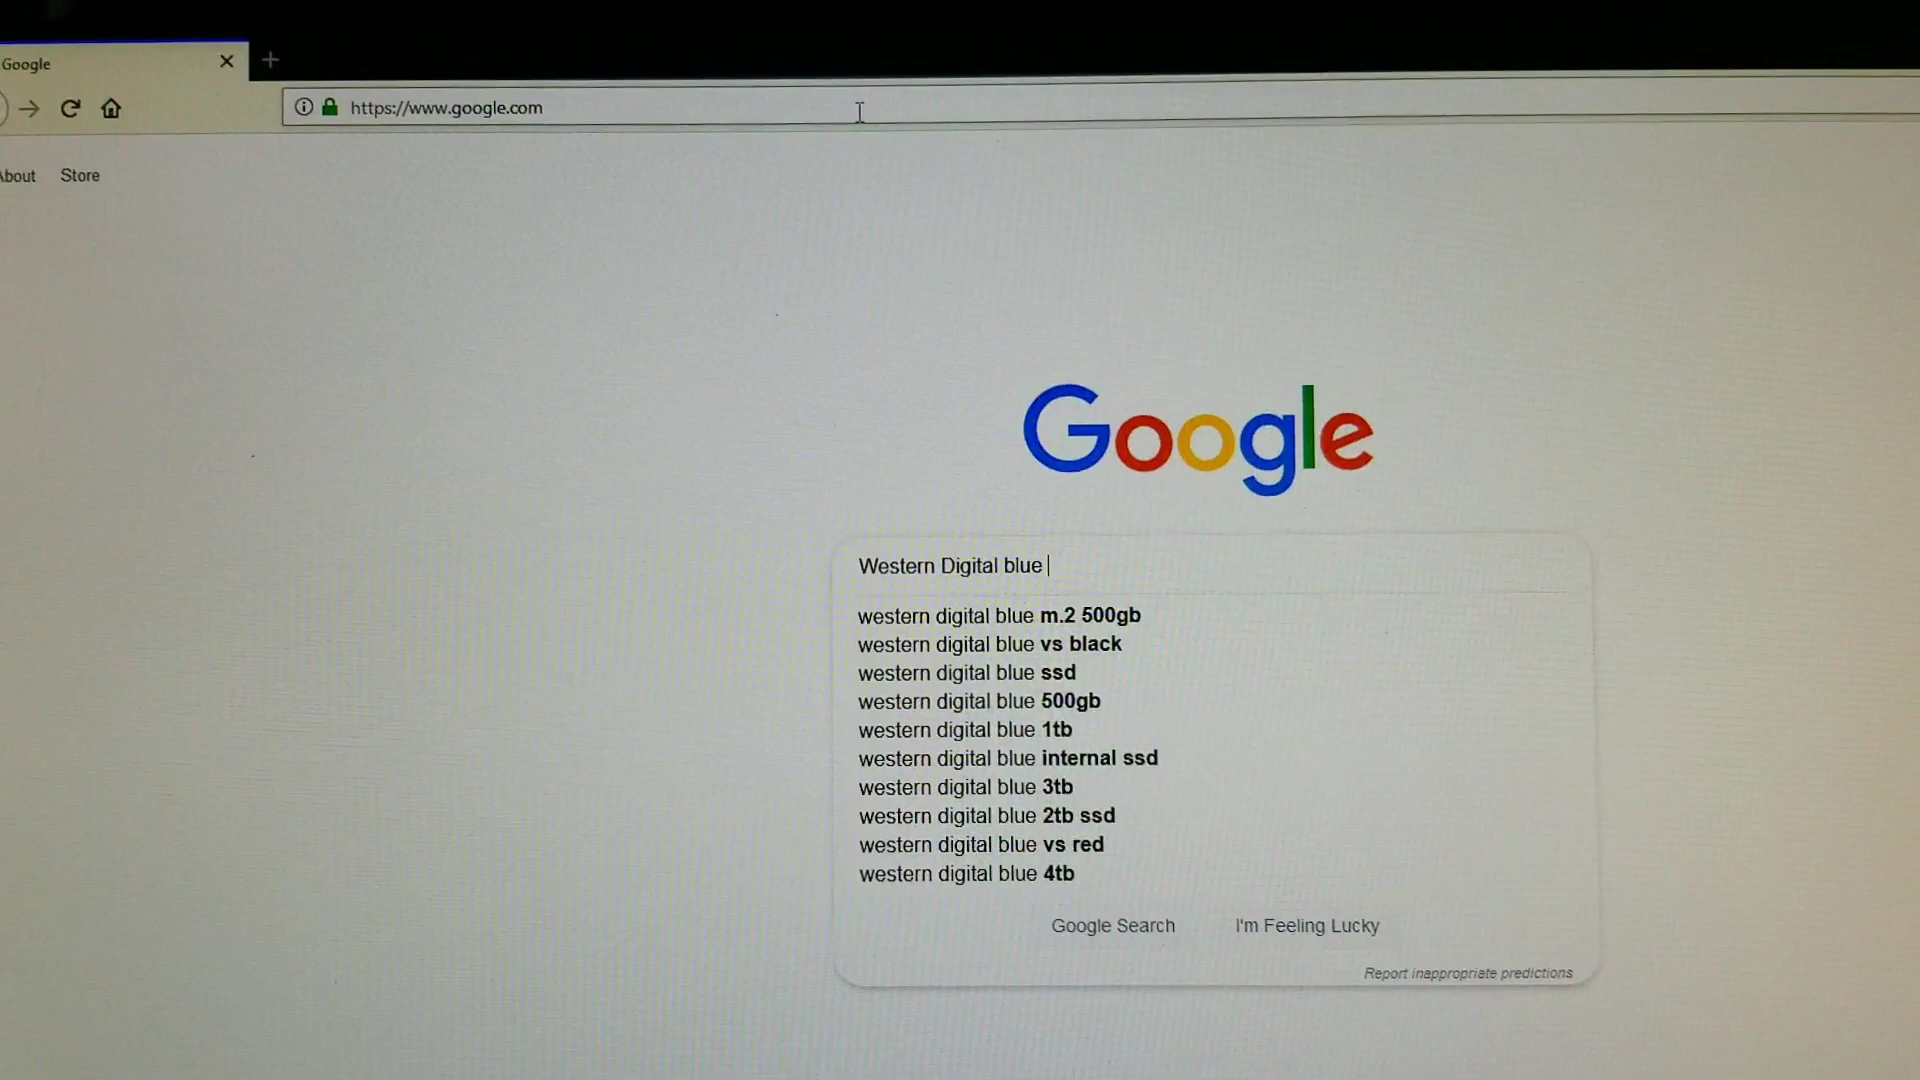 Google
https://www.google.com
About Store
Google
Western Digital blue
western digital blue m.2 500gb
western digital blue vs black
western digital blue ssd
western digital blue 500gb
western digital blue 1tb
western digital blue internal ssd
western digital blue 3tb
western digital blue 2tb ssd
western digital blue vs red
western digital blue 4tb
Google Search I'm Feeling Lucky
Report inappropriate predictions